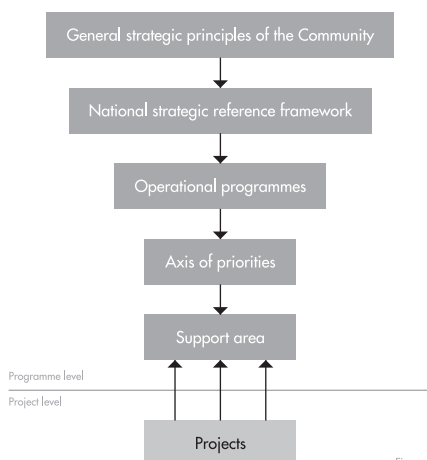 General strategic principles of the Community
National strategic reference framework
Operational programmes
Axis of priorities
Support area
Programme level
Project level
Projects